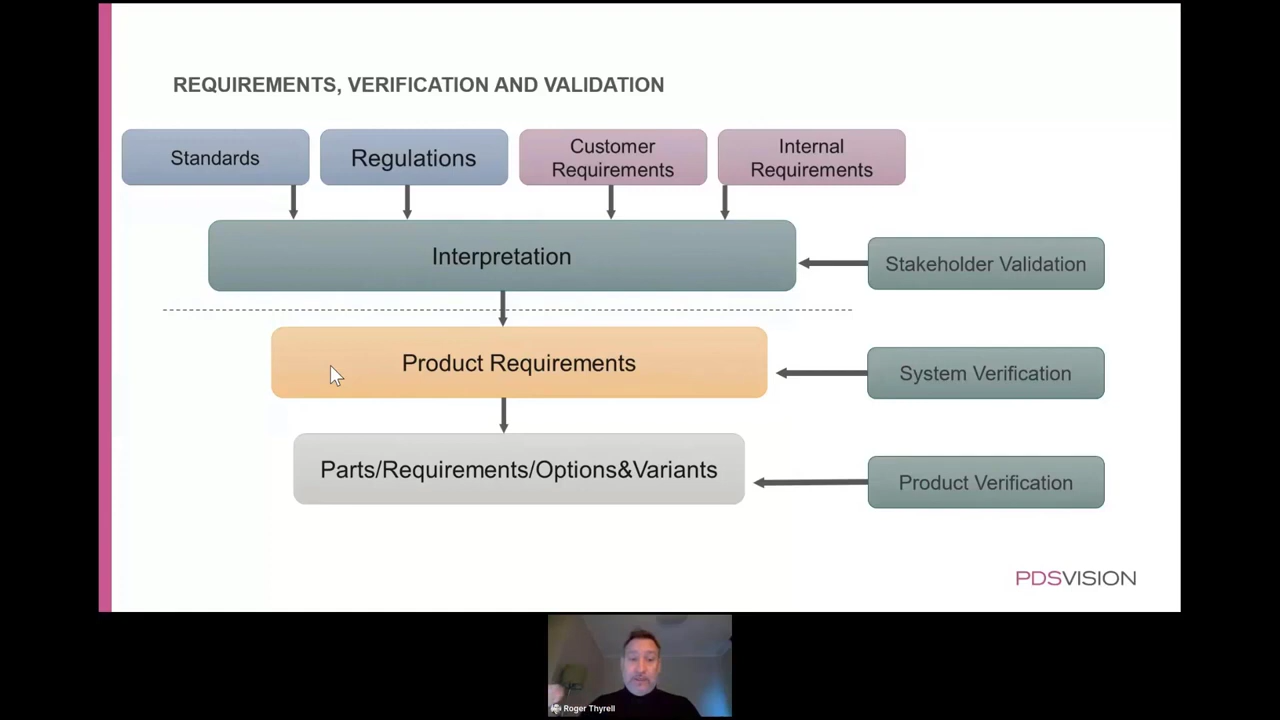 REQUIREMENTS, VERIFICATION AND VALIDATION
Standards
Regulations
Customer
Requirements
Internal
Requirements
Interpretation
Stakeholder Validation
Product Requirements
System Verification
Parts/Requirements/Options&Variants
Product Verification
PDSVISION
Roger Thyrell